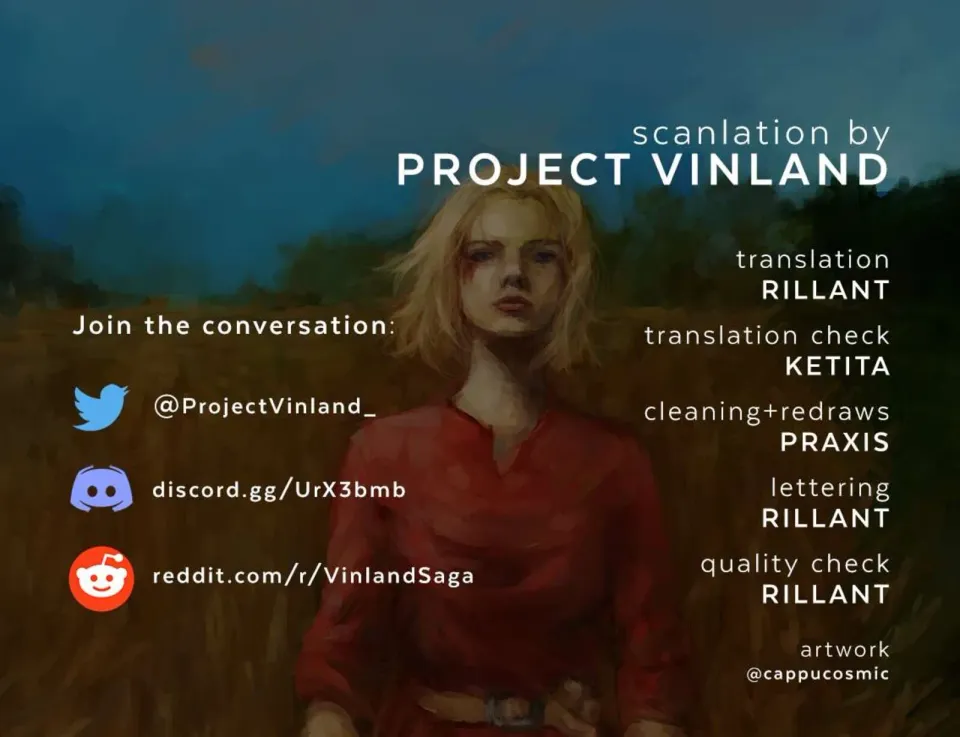 scanlation by
PROJECT VINLAND
translation
RILLANT
translation check
KETITA
cleaning+redraws
PRAXIS
lettering
RILLANT
quality check
RILLANT
artwork
@cappucosmic
Join the conversation:
@ProjectVinland_
discord.gg/UrX3bmb
reddit.com/r/VinlandSaga